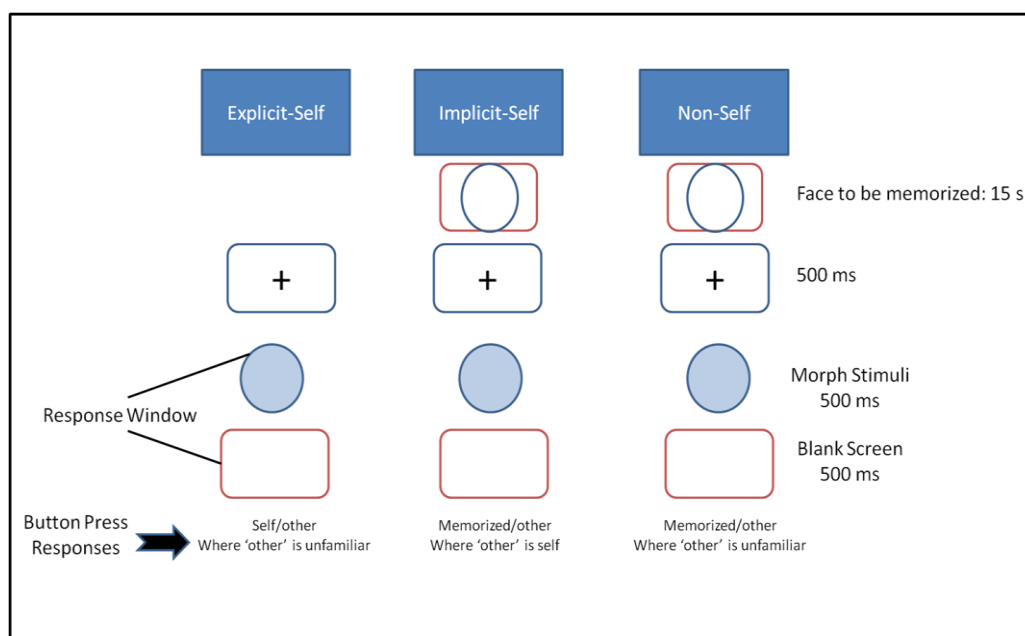 Explicit-Self
Implicit-Self
Non-Self
Face to be memorized: 15 s
+
+
+
500 ms
Morph Stimuli
500 ms
Response Window
Blank Screen
500 ms
Button Press
Responses
Self/other
Where ‘other’ is unfamiliar
Memorized/other
Where ‘other’ is self
Memorized/other
Where ‘other’ is unfamiliar